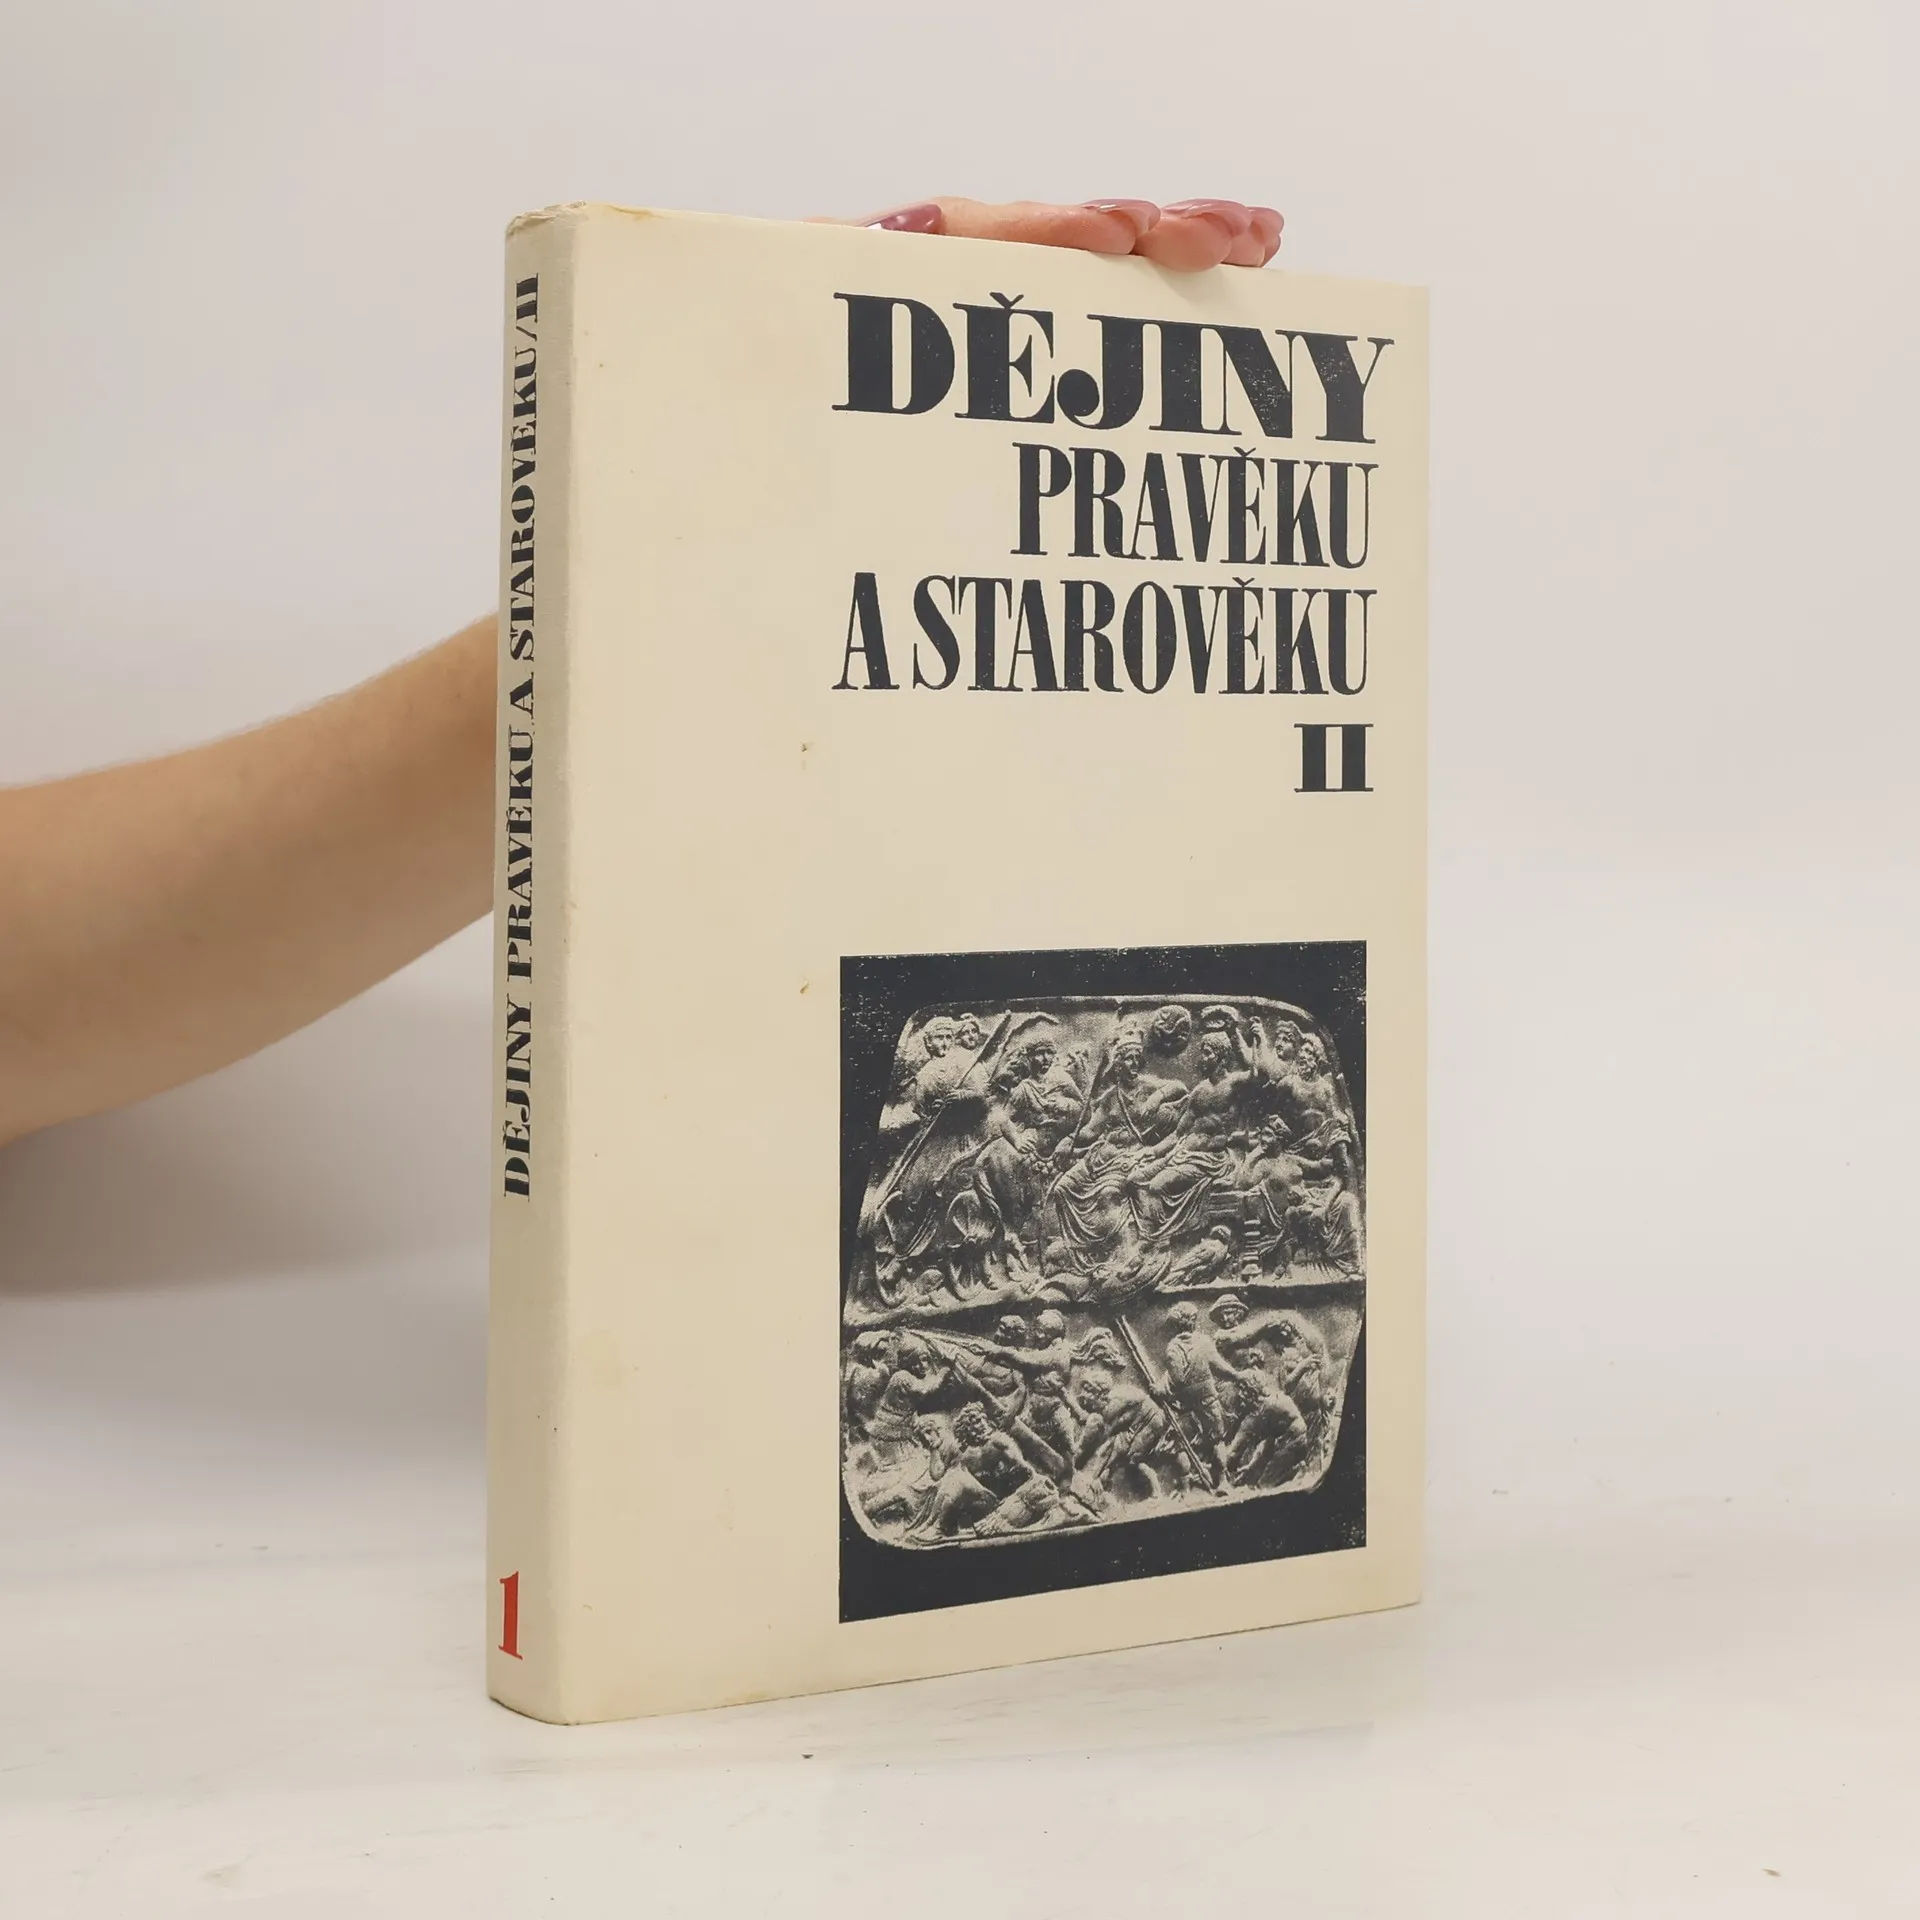 DĚJINY PRAVĚKU A STAROVĚKU/II
1
DĚJINY
PRAVĚKU
A STAROVĚKU
II